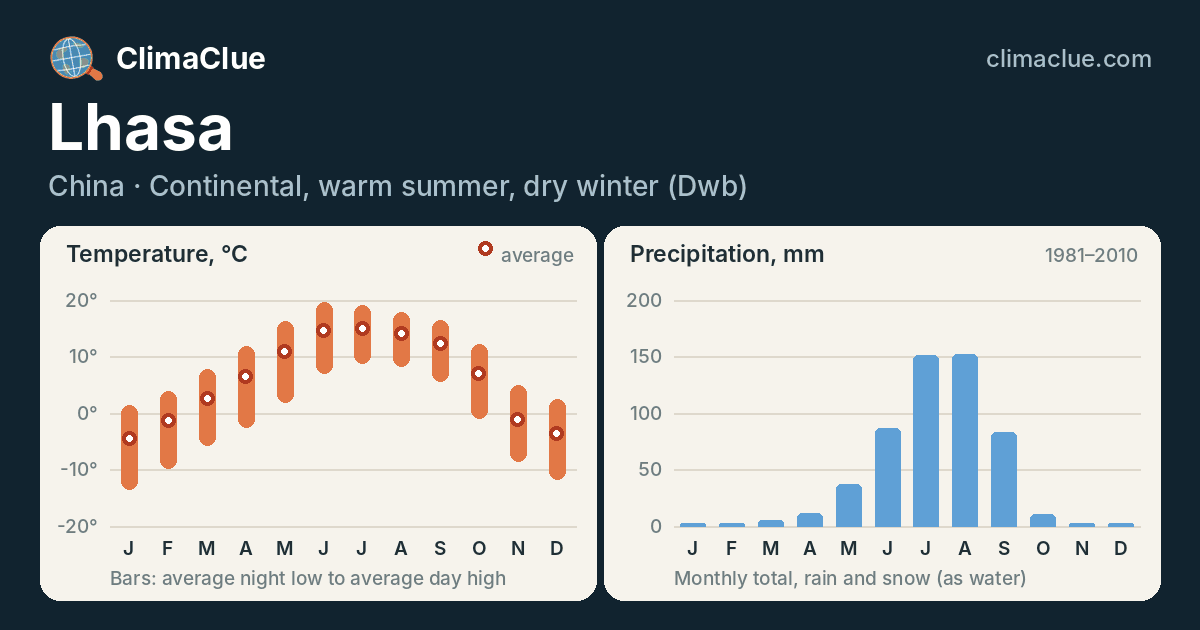 ClimaClue
climaclue.com
Lhasa
China · Continental, warm summer, dry winter (Dwb)
Temperature, °C
average
20°
10°
0°
-10°
-20°
J F M A M J J A S O N D
Bars: average night low to average day high
Precipitation, mm
1981–2010
200
150
100
50
0
J F M A M J J A S O N D
Monthly total, rain and snow (as water)